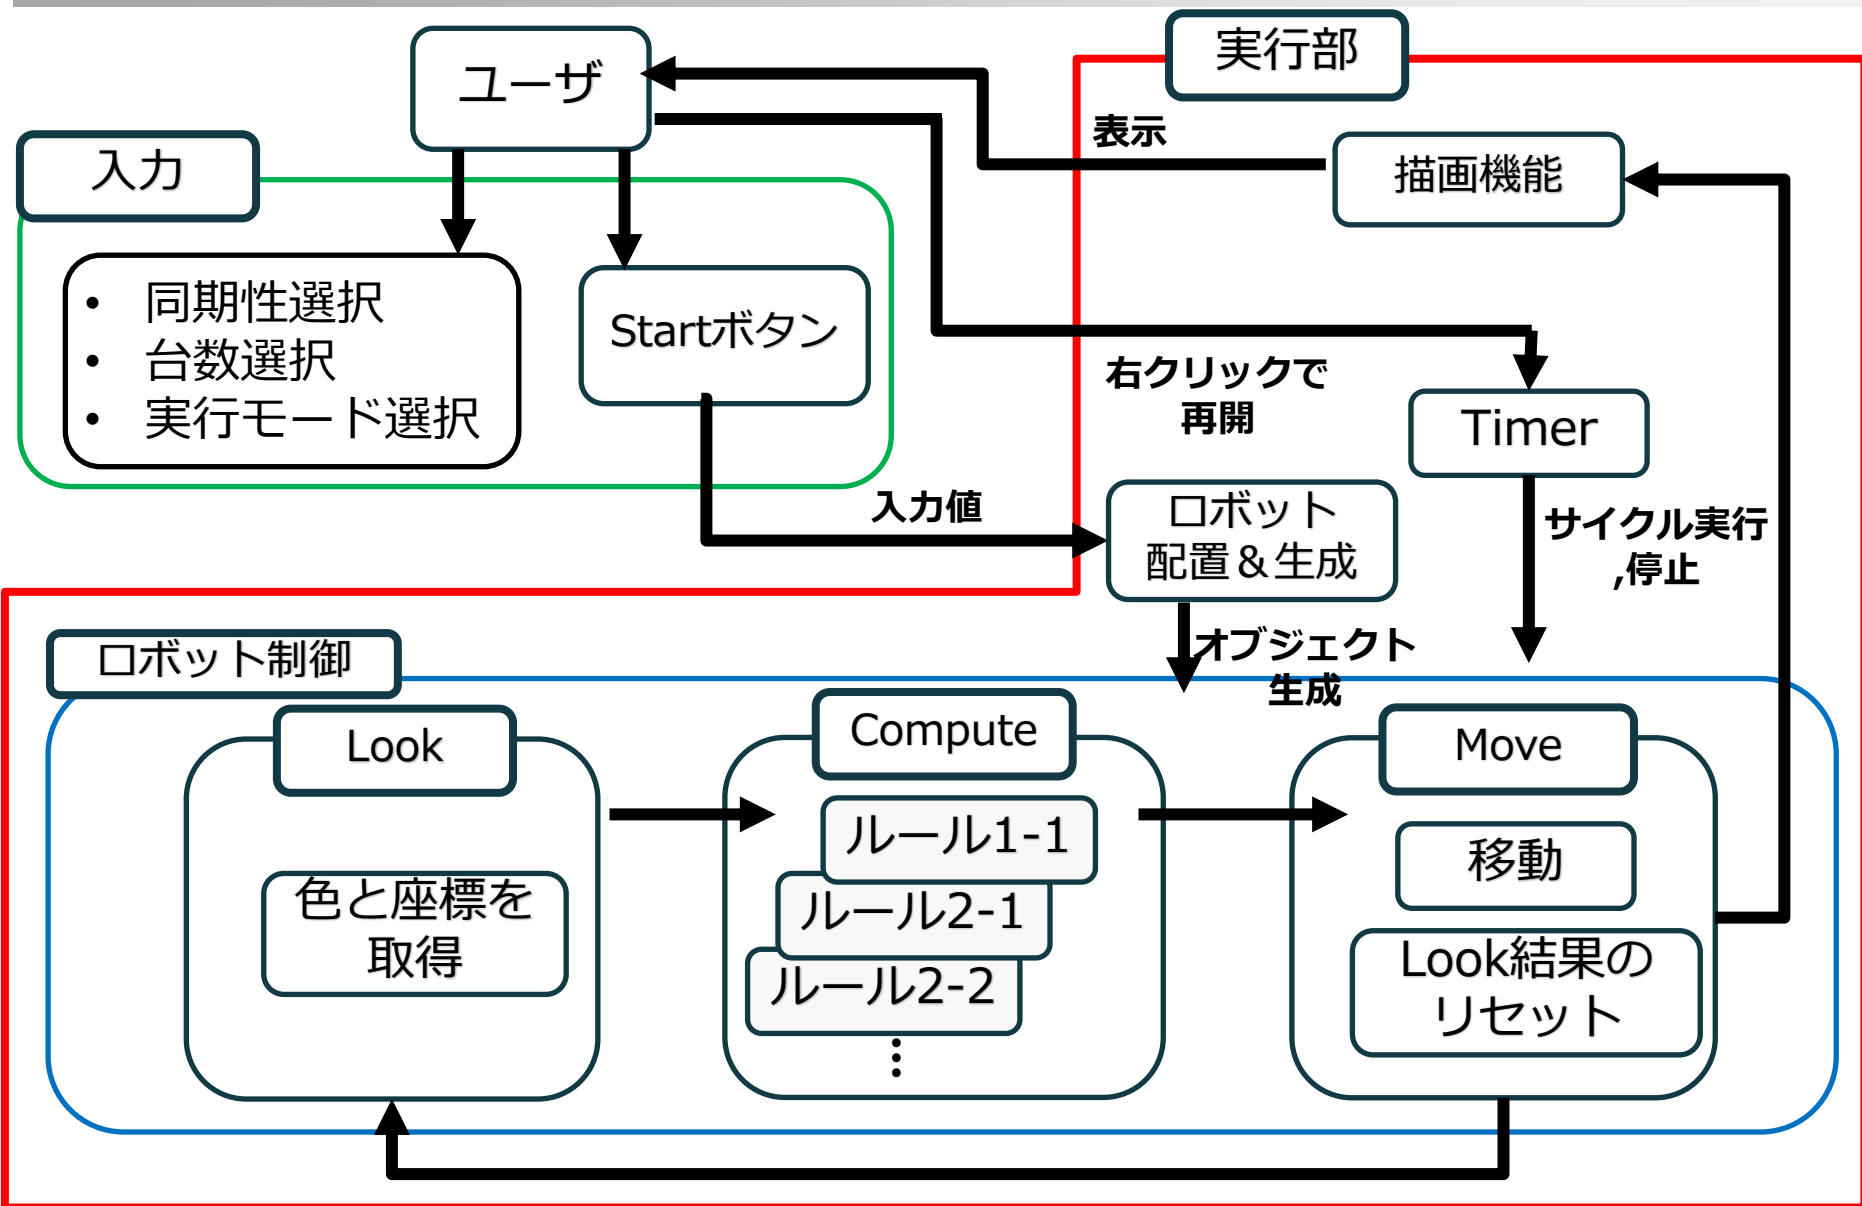 実行部
ユーザ
表示
入力
描画機能
• 同期性選択
• 台数選択
• 実行モード選択
Startボタン
右クリックで
再開
Timer
入力値
ロボット
配置＆生成
サイクル実行
,停止
オブジェクト
生成
ロボット制御
Look
Compute
Move
色と座標を
取得
ルール1-1
ルール2-1
ルール2-2
⋮
移動
Look結果の
リセット